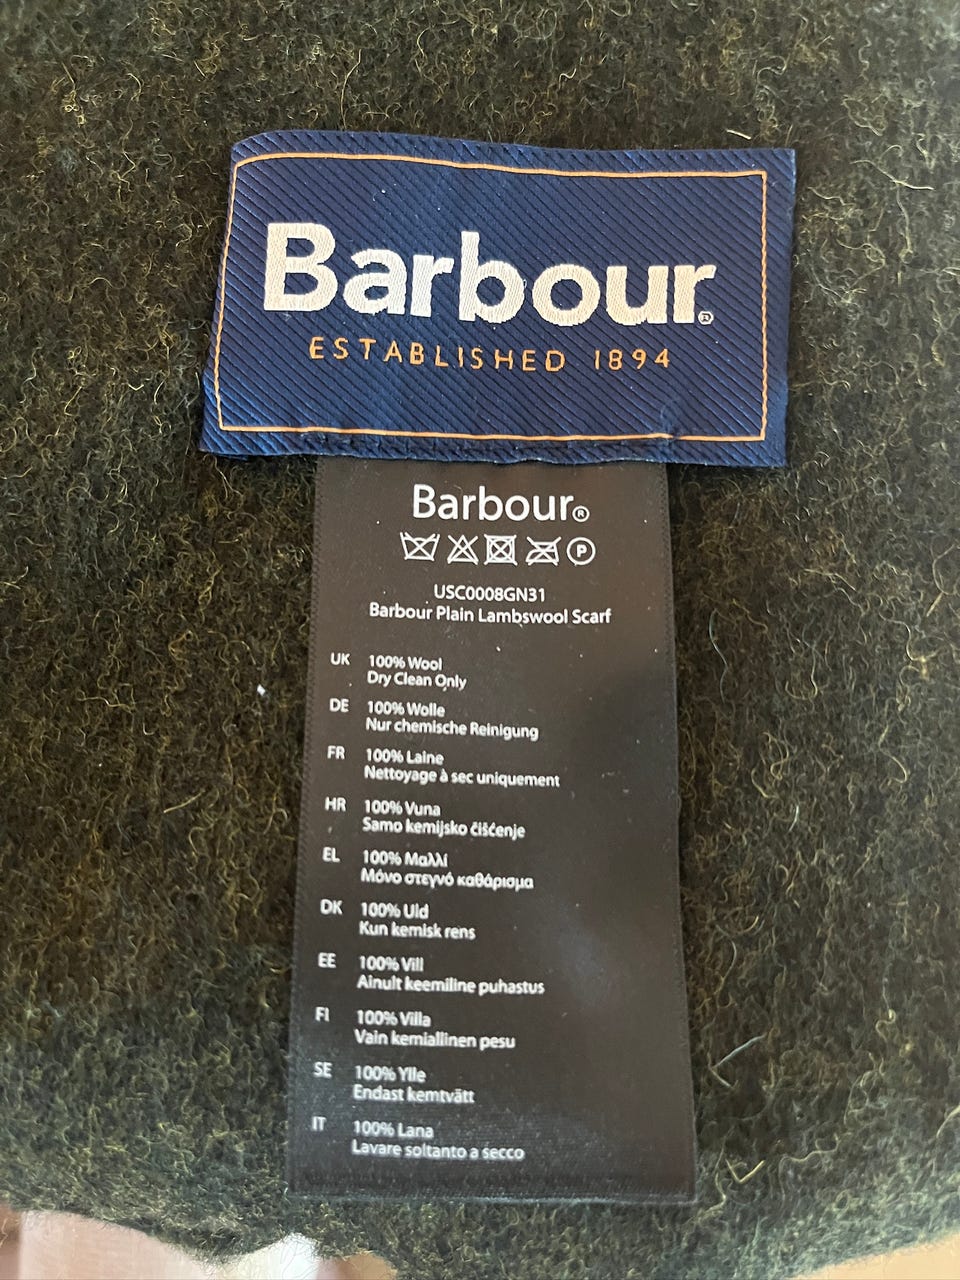 Barbour®
ESTABLISHED 1894
Barbour®
P
USC0008GN31
Barbour Plain Lambswool Scarf
UK 100% Wool
Dry Clean Only
DE 100% Wolle
Nur chemische Reinigung
FR 100% Laine
Nettoyage à sec uniquement
HR 100% Vuna
Samo kemijsko čišćenje
EL 100% Μαλλί
Μόνο στεγνό καθάρισμα
DK 100% Uld
Kun kemisk rens
EE 100% Vill
Ainult keemiline puhastus
FI 100% Villa
Vain kemiallinen pesu
SE 100% Ylle
Endast kemtvätt
IT 100% Lana
Lavare soltanto a secco